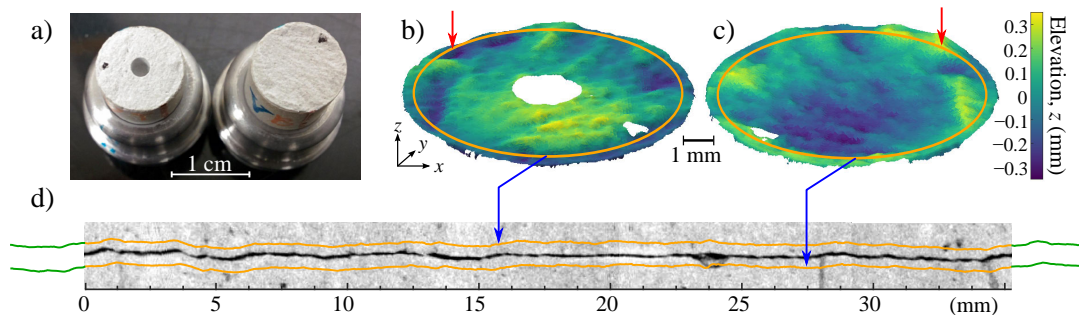 a)
1 cm
b)
z
y
x
1 mm
c)
0.3
0.2
0.1
0
−0.1
−0.2
−0.3
Elevation, z (mm)
d)
0 5 10 15 20 25 30 (mm)